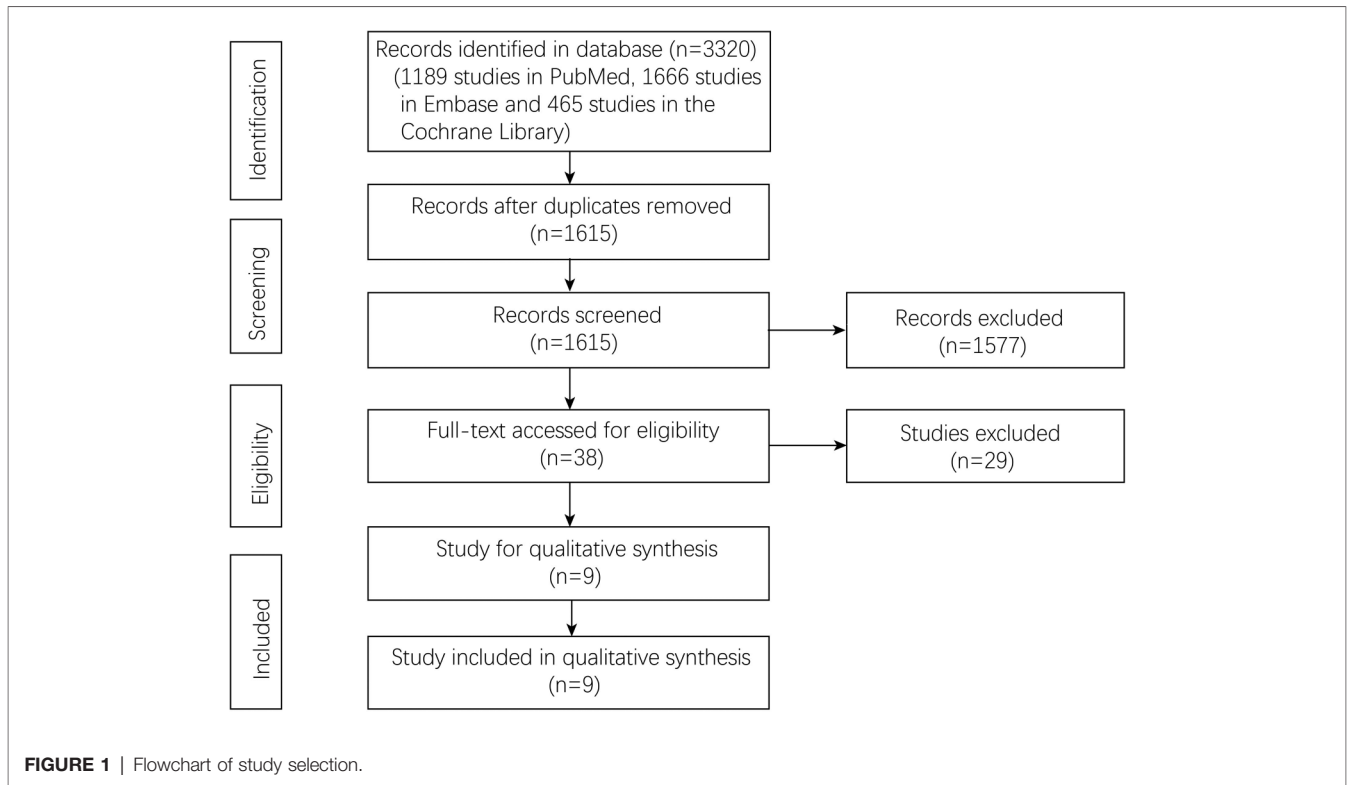 Identification
Records identified in database (n=3320)
(1189 studies in PubMed, 1666 studies
in Embase and 465 studies in the
Cochrane Library)
Records after duplicates removed
(n=1615)
Screening
Records screened
(n=1615)
Records excluded
(n=1577)
Eligibility
Full-text accessed for eligibility
(n=38)
Studies excluded
(n=29)
Included
Study for qualitative synthesis
(n=9)
Study included in qualitative synthesis
(n=9)
FIGURE 1 | Flowchart of study selection.